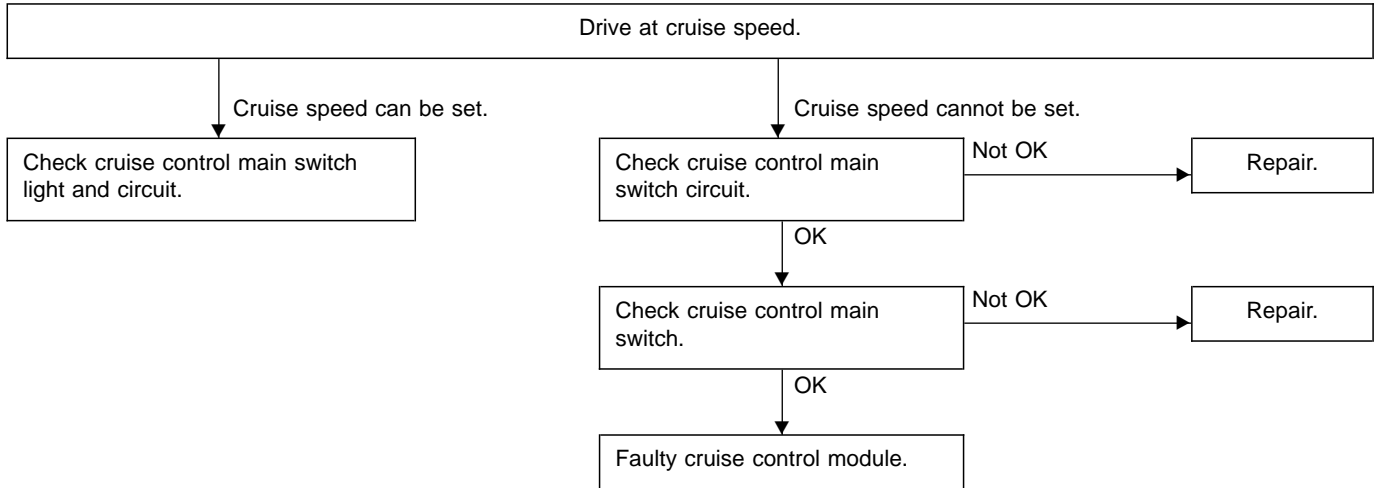 Drive at cruise speed.
Cruise speed can be set.
Cruise speed cannot be set.
Check cruise control main switch
light and circuit.
Check cruise control main
switch circuit.
Not OK
Repair.
OK
Check cruise control main
switch.
Not OK
Repair.
OK
Faulty cruise control module.